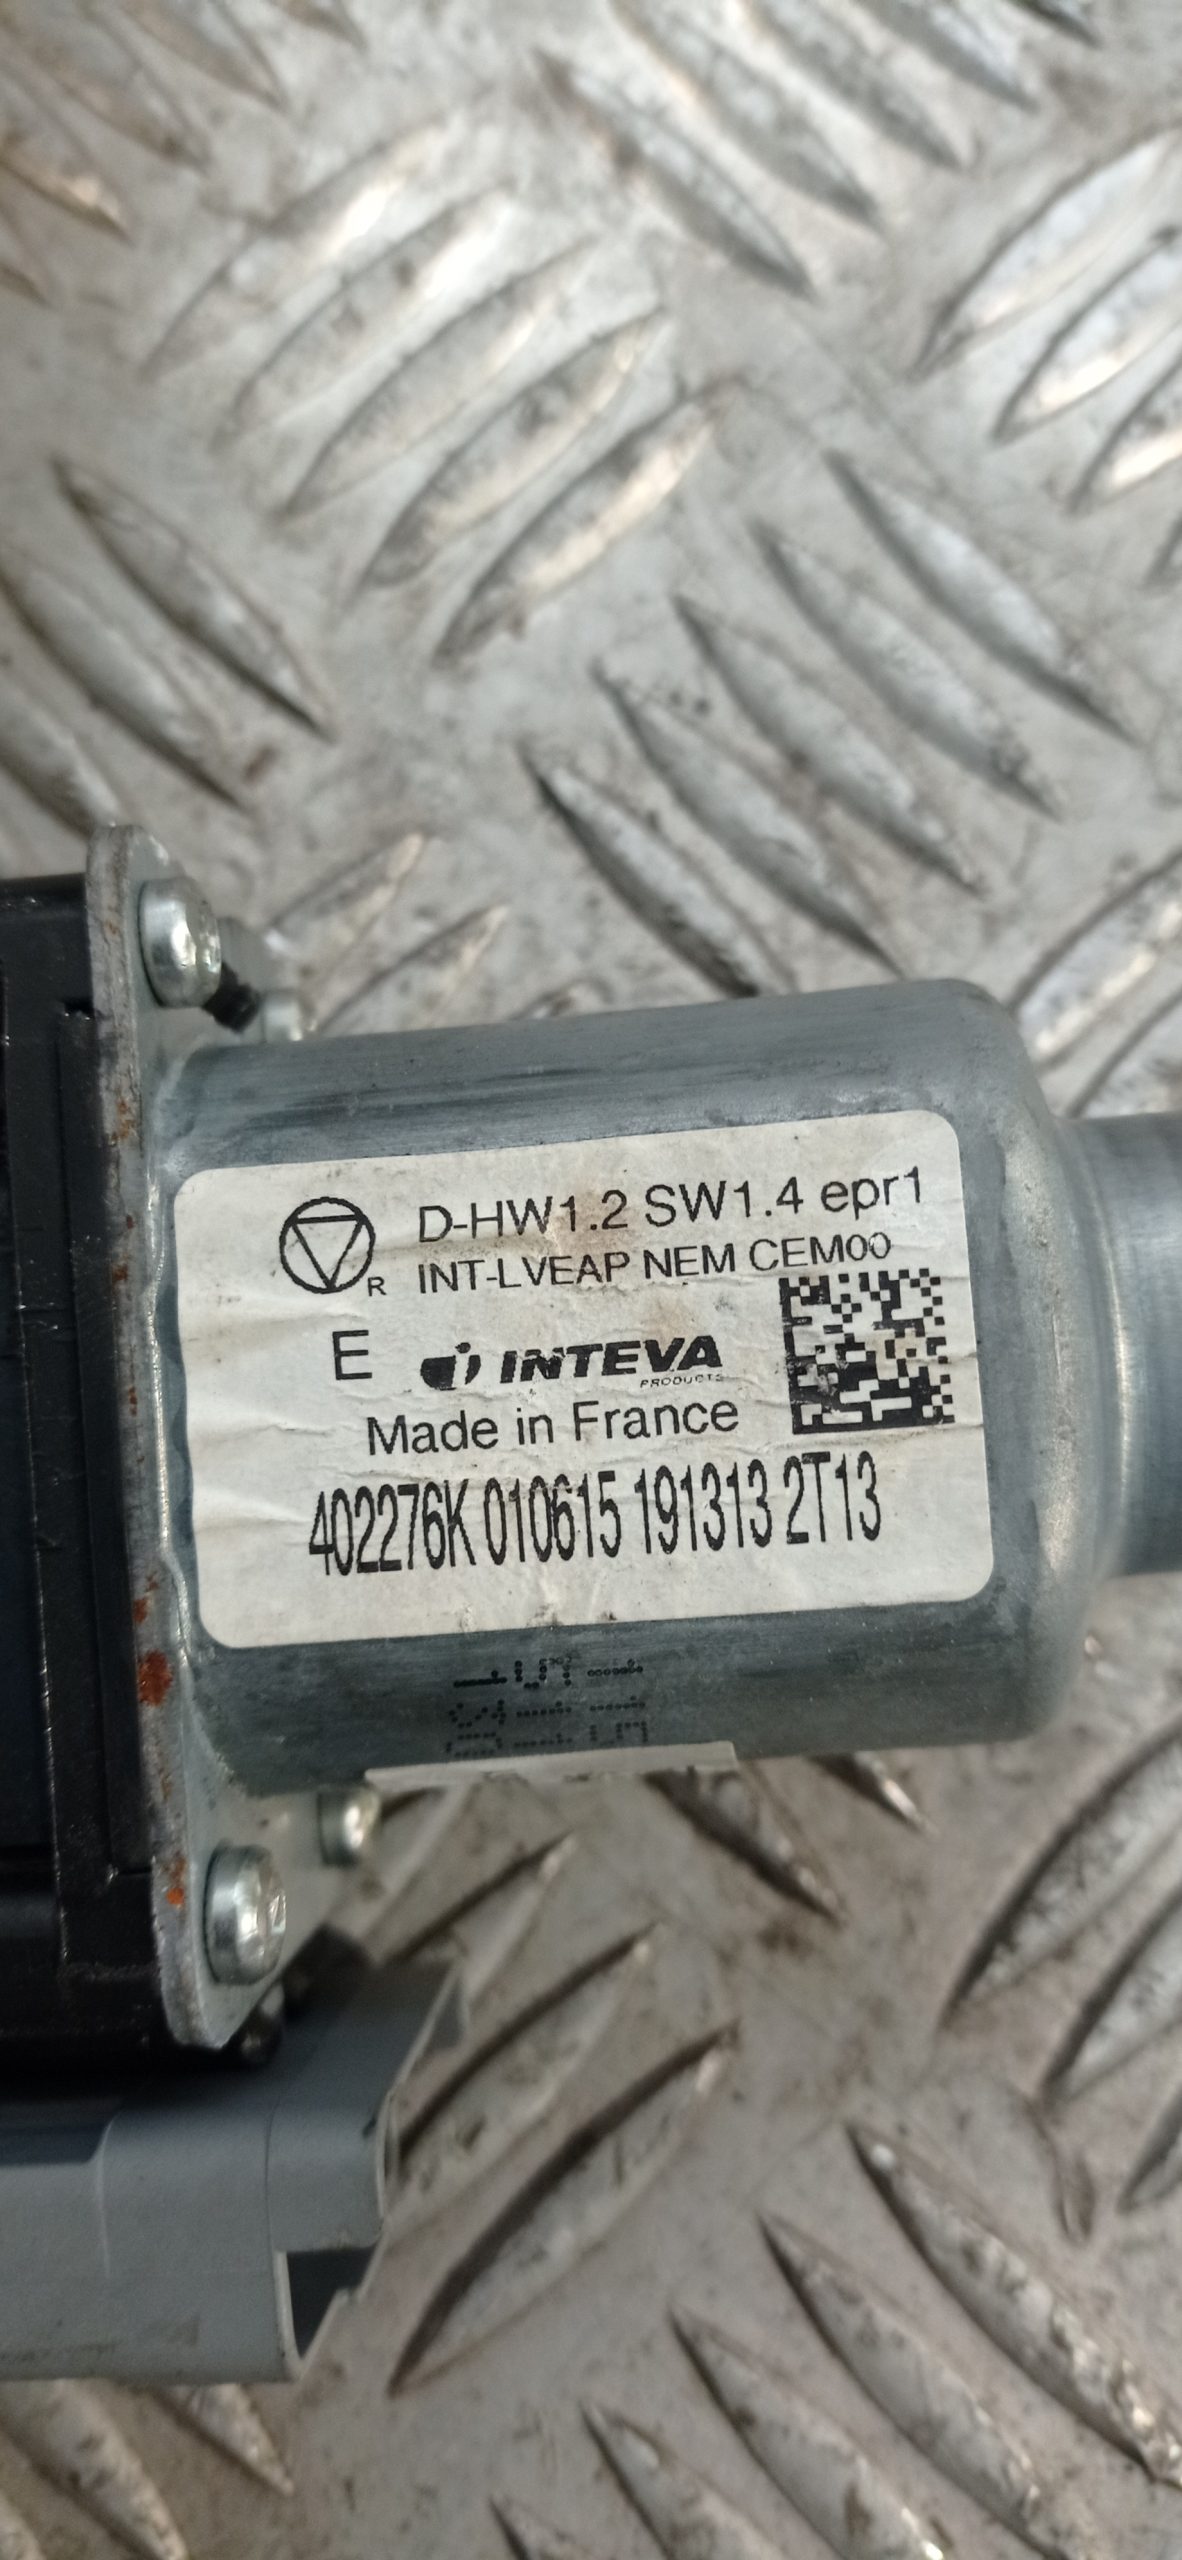 D-HW1.2 SW1.4 epr1
R INT-LVEAP NEM CEM00
E INTEVA
PRODUCTS
Made in France
402276K 010615 191313 2T13